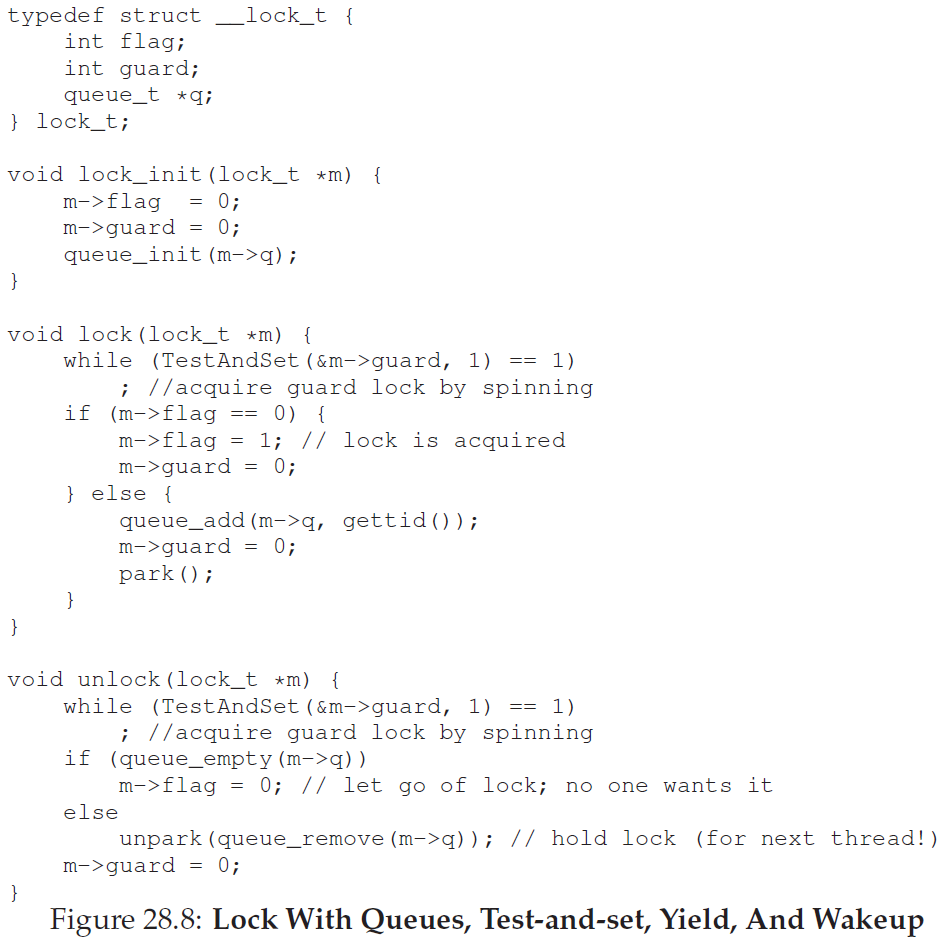 typedef struct __lock_t {
    int flag;
    int guard;
    queue_t *q;
} lock_t;

void lock_init(lock_t *m) {
    m->flag  = 0;
    m->guard = 0;
    queue_init(m->q);
}

void lock(lock_t *m) {
    while (TestAndSet(&m->guard, 1) == 1)
        ; //acquire guard lock by spinning
    if (m->flag == 0) {
        m->flag = 1; // lock is acquired
        m->guard = 0;
    } else {
        queue_add(m->q, gettid());
        m->guard = 0;
        park();
    }
}

void unlock(lock_t *m) {
    while (TestAndSet(&m->guard, 1) == 1)
        ; //acquire guard lock by spinning
    if (queue_empty(m->q))
        m->flag = 0; // let go of lock; no one wants it
    else
        unpark(queue_remove(m->q)); // hold lock (for next thread!)
    m->guard = 0;
}
Figure 28.8: Lock With Queues, Test-and-set, Yield, And Wakeup